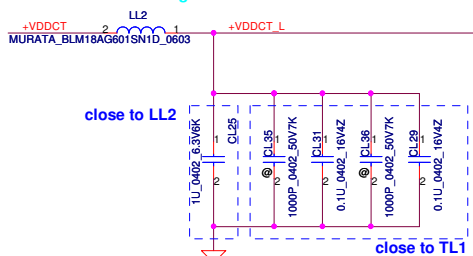 LL2
+VDDCT
2
1
+VDDCT_L
MURATA_BLM18AG601SN1D_0603
close to LL2
1U_0402_6.3V6K
1
2
CL25
CL35
1
@
2
1000P_0402_50V7K
CL31
1
2
0.1U_0402_16V4Z
CL36
1
@
2
1000P_0402_50V7K
CL29
1
2
0.1U_0402_16V4Z
close to TL1